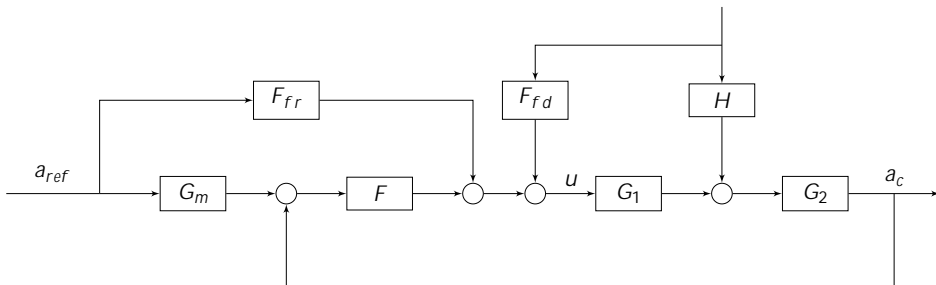 F_fr
F_fd
H
a_ref
G_m
F
u
G_1
G_2
a_c